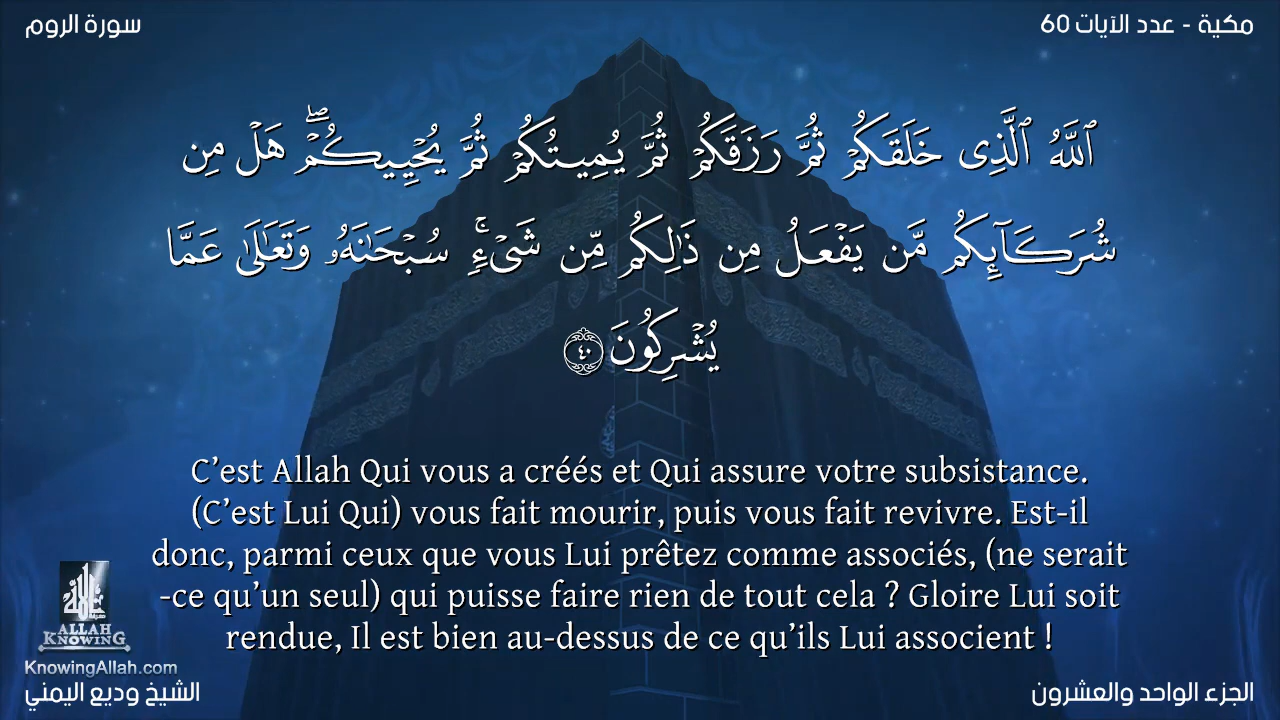 سورة الروم
مكية - عدد الآيات 60
ٱللَّهُ ٱلَّذِى خَلَقَكُمْ ثُمَّ رَزَقَكُمْ ثُمَّ يُمِيتُكُمْ ثُمَّ يُحْيِيكُمْ ۖ هَلْ مِن
شُرَكَآئِكُم مَّن يَفْعَلُ مِن ذَٰلِكُم مِّن شَىْءٍۢ ۚ سُبْحَـٰنَهُۥ وَتَعَـٰلَىٰ عَمَّا
يُشْرِكُونَ ٤٠
C’est Allah Qui vous a créés et Qui assure votre subsistance.
(C’est Lui Qui) vous fait mourir, puis vous fait revivre. Est-il
donc, parmi ceux que vous Lui prêtez comme associés, (ne serait
-ce qu’un seul) qui puisse faire rien de tout cela ? Gloire Lui soit
rendue, Il est bien au-dessus de ce qu’ils Lui associent !
ALLAH
KNOWING
KnowingAllah.com
الشيخ وديع اليمني
الجزء الواحد والعشرون